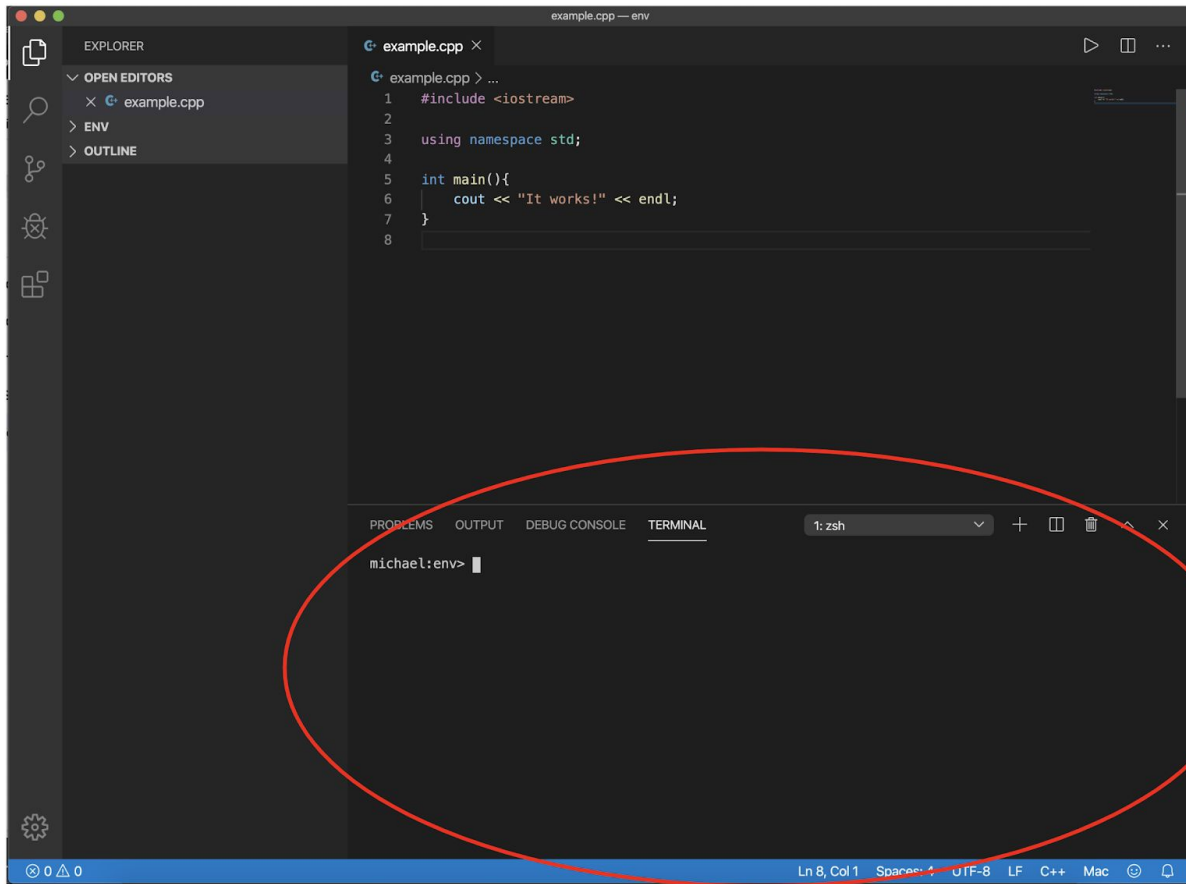 example.cpp — env
EXPLORER
OPEN EDITORS
example.cpp
ENV
OUTLINE
example.cpp
example.cpp > ...
1 #include <iostream>
2
3 using namespace std;
4
5 int main(){
6 cout << "It works!" << endl;
7 }
8
PROBLEMS OUTPUT DEBUG CONSOLE TERMINAL 1: zsh
michael:env>
0 0 Ln 8, Col 1 Spaces: 4 UTF-8 LF C++ Mac